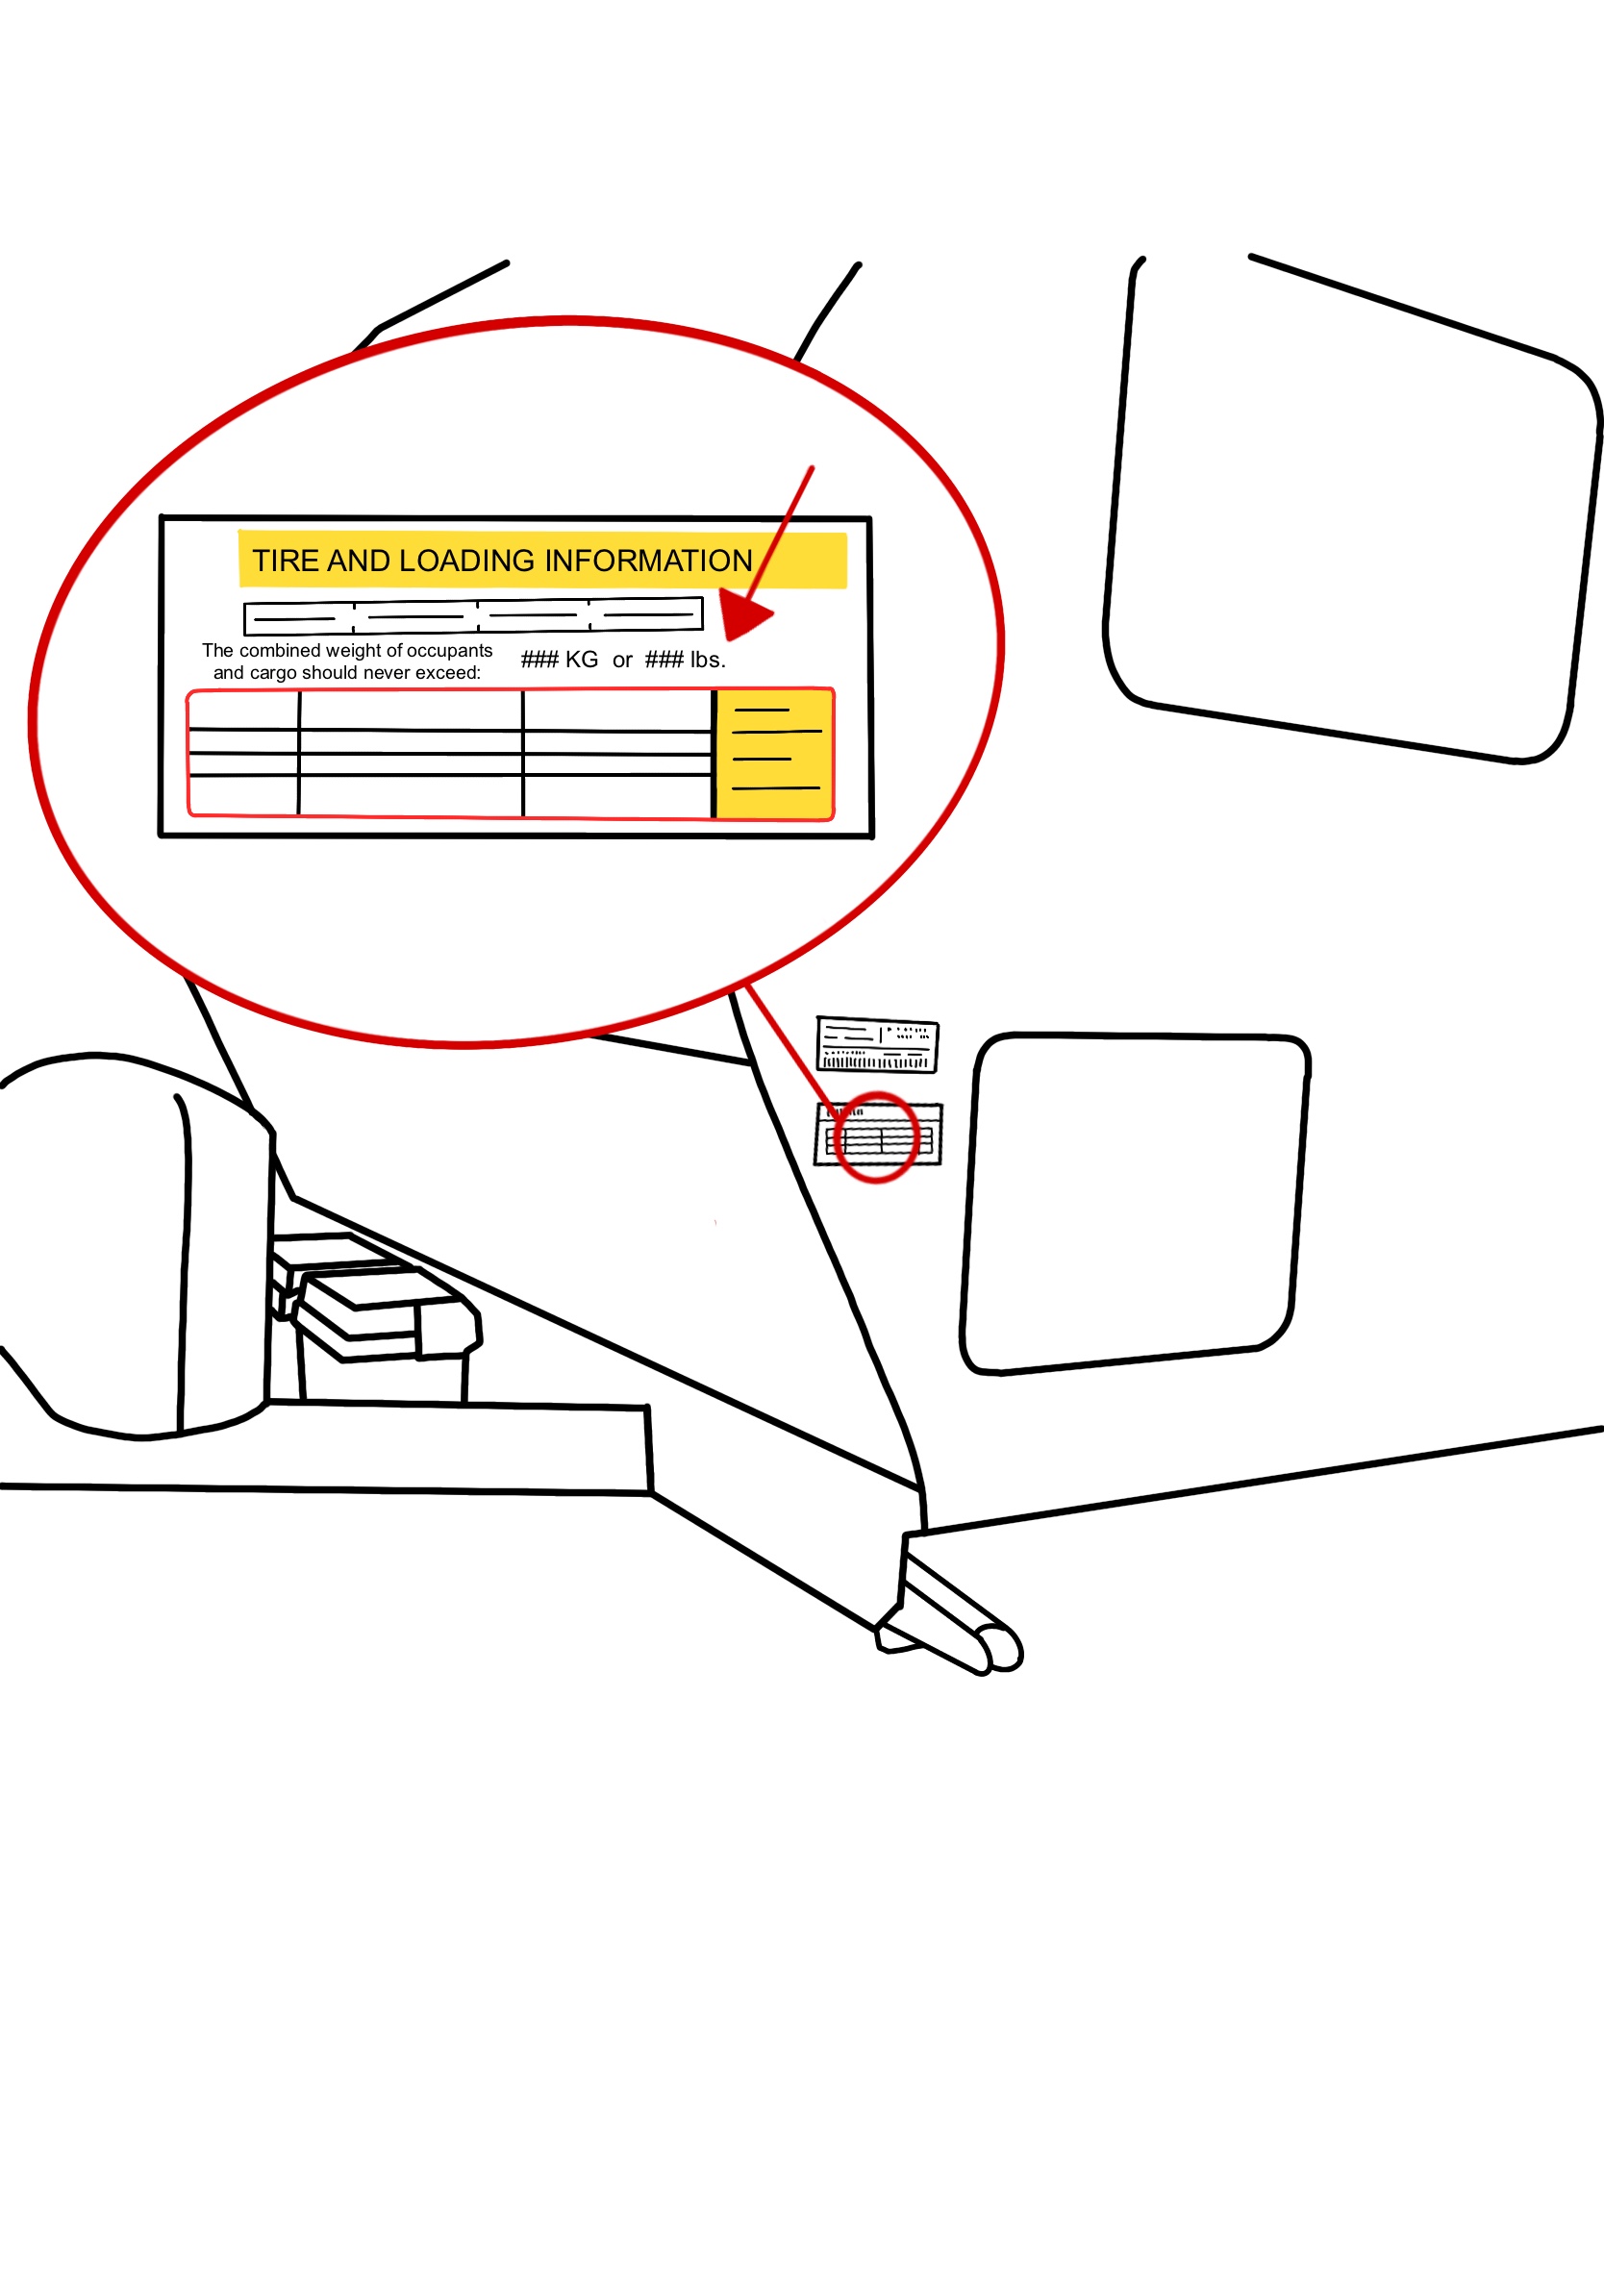 TIRE AND LOADING INFORMATION
The combined weight of occupants
and cargo should never exceed:
### KG or ### lbs.